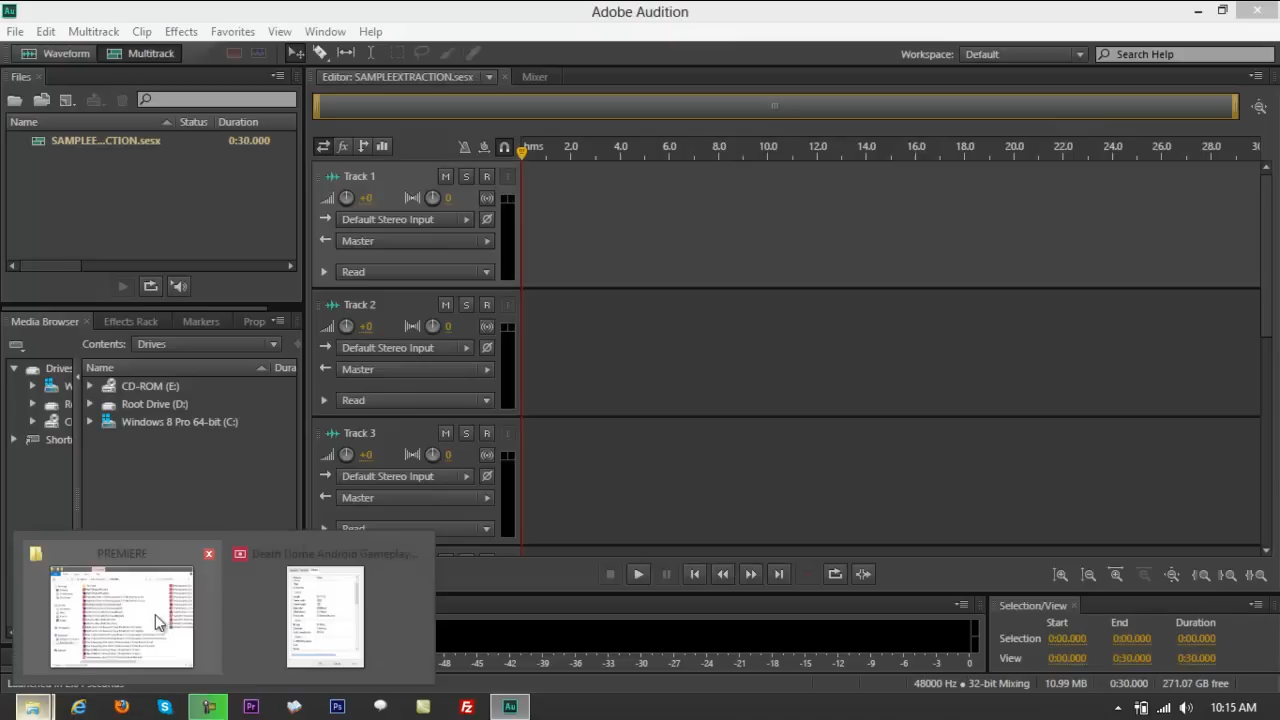 Adobe Audition
File Edit Multitrack Clip Effects Favorites View Window Help
Waveform Multitrack Workspace: Default Search Help
Files × Editor: SAMPLEEXTRACTION.sesx × Mixer
Name Status Duration
SAMPLEE...CTION.sesx 0:30.000
hms 2.0 4.0 6.0 8.0 10.0 12.0 14.0 16.0 18.0 20.0 22.0 24.0 26.0 28.0
Track 1 M S R I
+0 0
Default Stereo Input
Master
Read
Track 2 M S R I
+0 0
Default Stereo Input
Master
Read
Track 3 M S R I
+0 0
Default Stereo Input
Master
Read
Media Browser × Effects Rack Markers Prop
Contents: Drives
Drives
Name Dura
CD-ROM (E:)
Root Drive (D:)
Windows 8 Pro 64-bit (C:)
Short
PREMIERE Death Dome Android Gameplay...
Selection/View
Start End Duration
Selection 0:00.000 0:00.000 0:00.000
View 0:00.000 0:30.000 0:30.000
-48 -45 -42 -39 -36 -33 -30 -27 -24 -21 -18 -15 -12 -9 -6 -3 0
48000 Hz • 32-bit Mixing 10.99 MB 0:30.000 271.07 GB free
Pr Ps Fz Au 10:15 AM